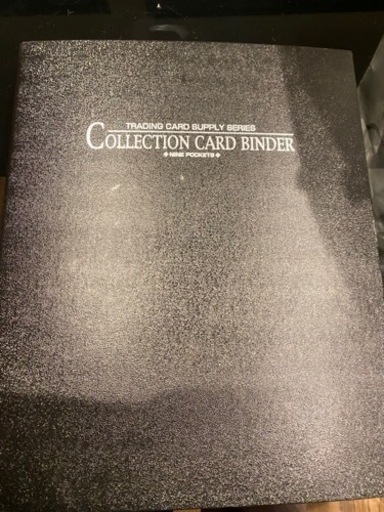 TRADING CARD SUPPLY SERIES
COLLECTION CARD BINDER
✦NINE POCKETS✦